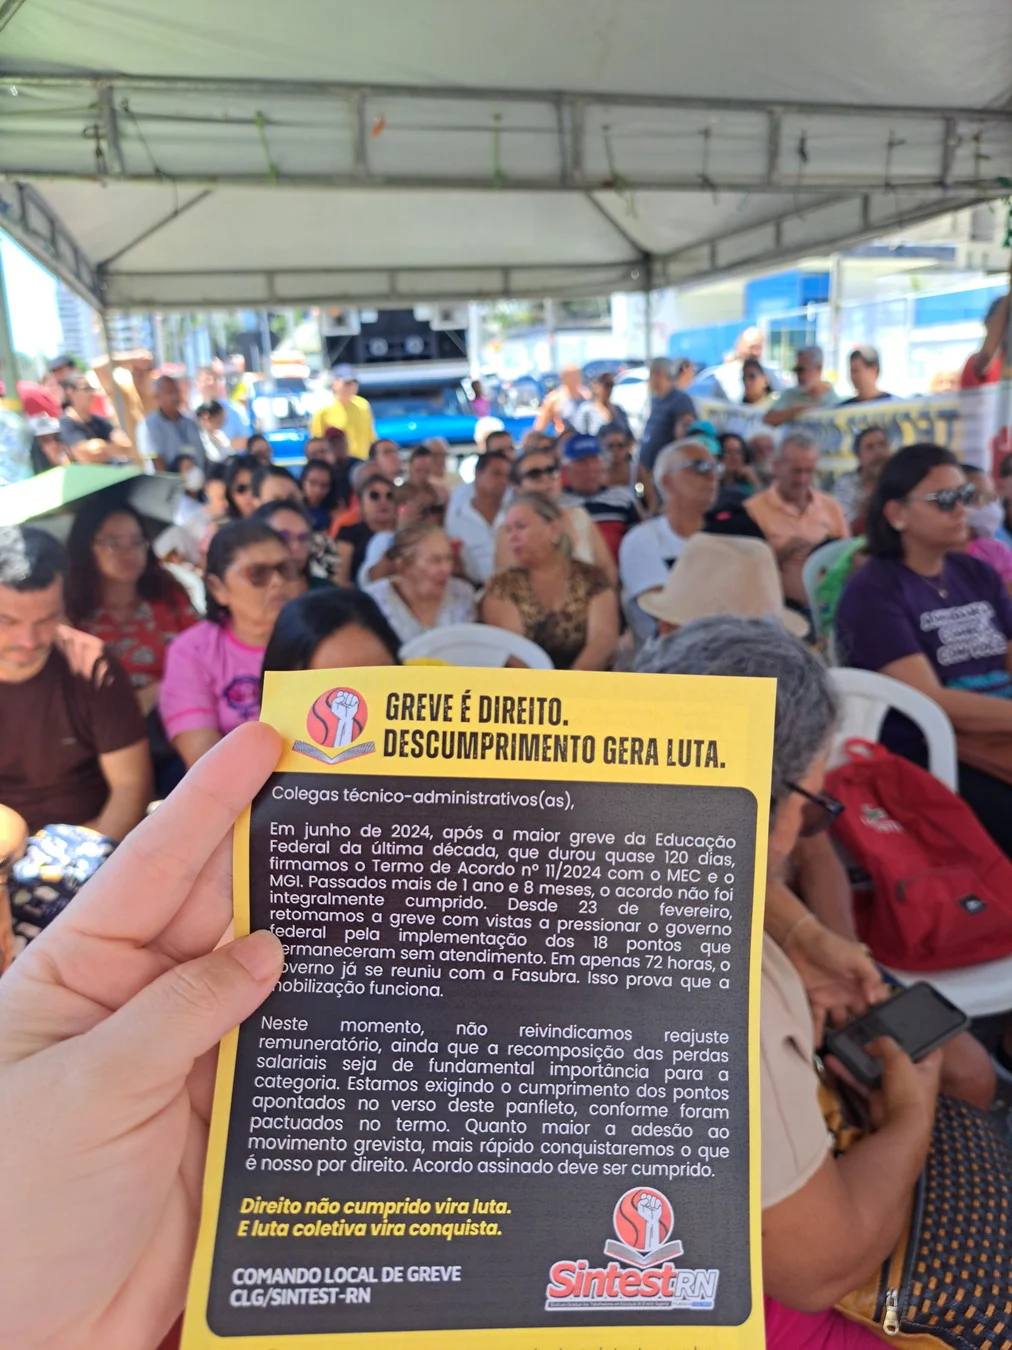 GREVE É DIREITO.
DESCUMPRIMENTO GERA LUTA.
Colegas técnico-administrativos(as),
Em junho de 2024, após a maior greve da Educação
Federal da última década, que durou quase 120 dias,
firmamos o Termo de Acordo nº 11/2024 com o MEC e o
MGI. Passados mais de 1 ano e 8 meses, o acordo não foi
integralmente cumprido. Desde 23 de fevereiro,
retomamos a greve com vistas a pressionar o governo
federal pela implementação dos 18 pontos que
ermaneceram sem atendimento. Em apenas 72 horas, o
overno já se reuniu com a Fasubra. Isso prova que a
mobilização funciona.
Neste momento, não reivindicamos reajuste
remuneratório, ainda que a recomposição das perdas
salariais seja de fundamental importância para a
categoria. Estamos exigindo o cumprimento dos pontos
apontados no verso deste panfleto, conforme foram
pactuados no termo. Quanto maior a adesão ao
movimento grevista, mais rápido conquistaremos o que
é nosso por direito. Acordo assinado deve ser cumprido.
Direito não cumprido vira luta.
E luta coletiva vira conquista.
COMANDO LOCAL DE GREVE
CLG/SINTEST-RN
SintestRN